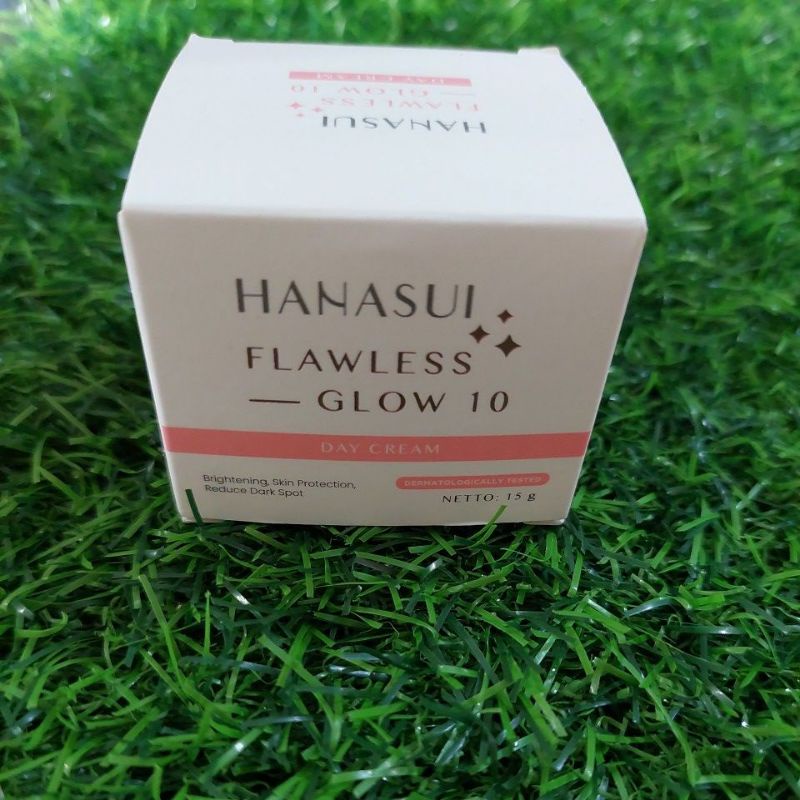 HANASUI
FLAWLESS
GLOW 10
DAY CREAM
HANASUI
FLAWLESS
— GLOW 10
DAY CREAM
Brightening, Skin Protection,
Reduce Dark Spot
DERMATOLOGICALLY TESTED
NETTO: 15 g